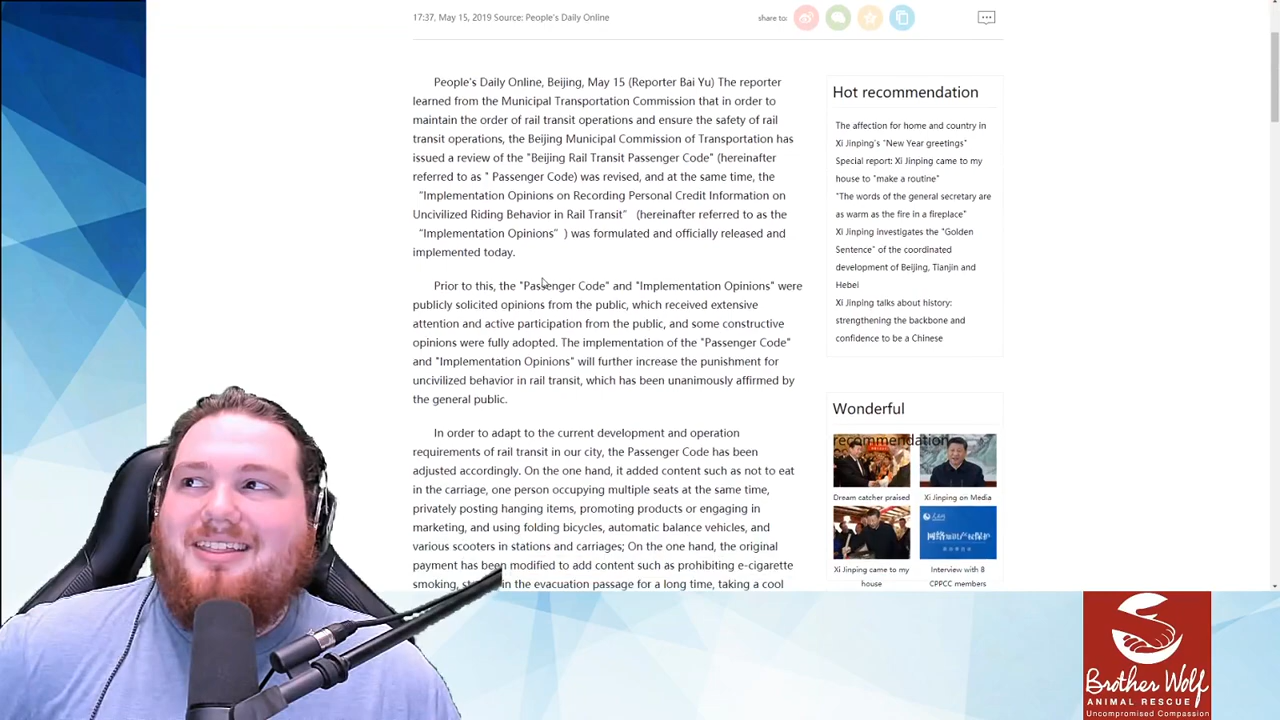 17:37, May 15, 2019 Source: People's Daily Online
share to:
People's Daily Online, Beijing, May 15 (Reporter Bai Yu) The reporter
learned from the Municipal Transportation Commission that in order to
maintain the order of rail transit operations and ensure the safety of rail
transit operations, the Beijing Municipal Commission of Transportation has
issued a review of the "Beijing Rail Transit Passenger Code" (hereinafter
referred to as " Passenger Code) was revised, and at the same time, the
“Implementation Opinions on Recording Personal Credit Information on
Uncivilized Riding Behavior in Rail Transit” (hereinafter referred to as the
“Implementation Opinions” ) was formulated and officially released and
implemented today.
Prior to this, the "Passenger Code" and "Implementation Opinions" were
publicly solicited opinions from the public, which received extensive
attention and active participation from the public, and some constructive
opinions were fully adopted. The implementation of the "Passenger Code"
and "Implementation Opinions" will further increase the punishment for
uncivilized behavior in rail transit, which has been unanimously affirmed by
the general public.
In order to adapt to the current development and operation
requirements of rail transit in our city, the Passenger Code has been
adjusted accordingly. On the one hand, it added content such as not to eat
in the carriage, one person occupying multiple seats at the same time,
privately posting hanging items, promoting products or engaging in
marketing, and using folding bicycles, automatic balance vehicles, and
various scooters in stations and carriages; On the one hand, the original
payment has been modified to add content such as prohibiting e-cigarette
smoking, in the evacuation passage for a long time, taking a cool
Hot recommendation
The affection for home and country in
Xi Jinping's "New Year greetings"
Special report: Xi Jinping came to my
house to "make a routine"
"The words of the general secretary are
as warm as the fire in a fireplace"
Xi Jinping investigates the "Golden
Sentence" of the coordinated
development of Beijing, Tianjin and
Hebei
Xi Jinping talks about history:
strengthening the backbone and
confidence to be a Chinese
Wonderful
recommendation
Dream catcher praised
Xi Jinping on Media
人民网
网络知识产权保护
Xi Jinping came to my
house
Interview with 8
CPPCC members
Brother Wolf
ANIMAL RESCUE
Uncompromised Compassion